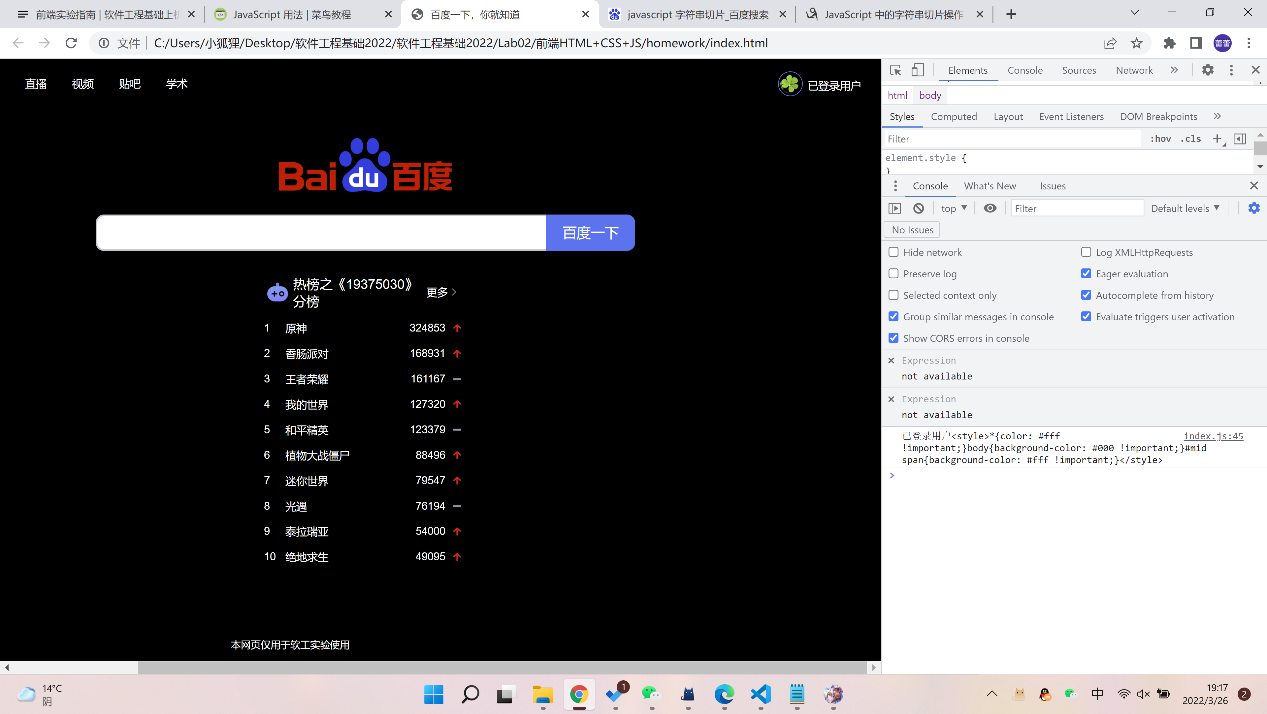 前端实验指南 | 软件工程基础上机
JavaScript 用法 | 菜鸟教程
百度一下，你就知道
javascript 字符串切片_百度搜索
JavaScript 中的字符串切片操作
文件
C:/Users/小狐狸/Desktop/软件工程基础2022/软件工程基础2022/Lab02/前端HTML+CSS+JS/homework/index.html
蕾蕾
直播 视频 贴吧 学术
已登录用户
Bai du 百度
百度一下
热榜之《19375030》
分榜
更多
1 原神 324853
2 香肠派对 168931
3 王者荣耀 161167
4 我的世界 127320
5 和平精英 123379
6 植物大战僵尸 88496
7 迷你世界 79547
8 光遇 76194
9 泰拉瑞亚 54000
10 绝地求生 49095
本网页仅用于软工实验使用
Elements Console Sources Network
html body
Styles Computed Layout Event Listeners DOM Breakpoints
Filter :hov .cls
element.style {
}
Console What's New Issues
top Filter Default levels
No Issues
Hide network Log XMLHttpRequests
Preserve log Eager evaluation
Selected context only Autocomplete from history
Group similar messages in console Evaluate triggers user activation
Show CORS errors in console
Expression
not available
Expression
not available
已登录用户<style>*{color: #fff index.js:45
!important;}body{background-color: #000 !important;}#mid
span{background-color: #fff !important;}</style>
14°C
阴
1
中
19:17
2022/3/26
2